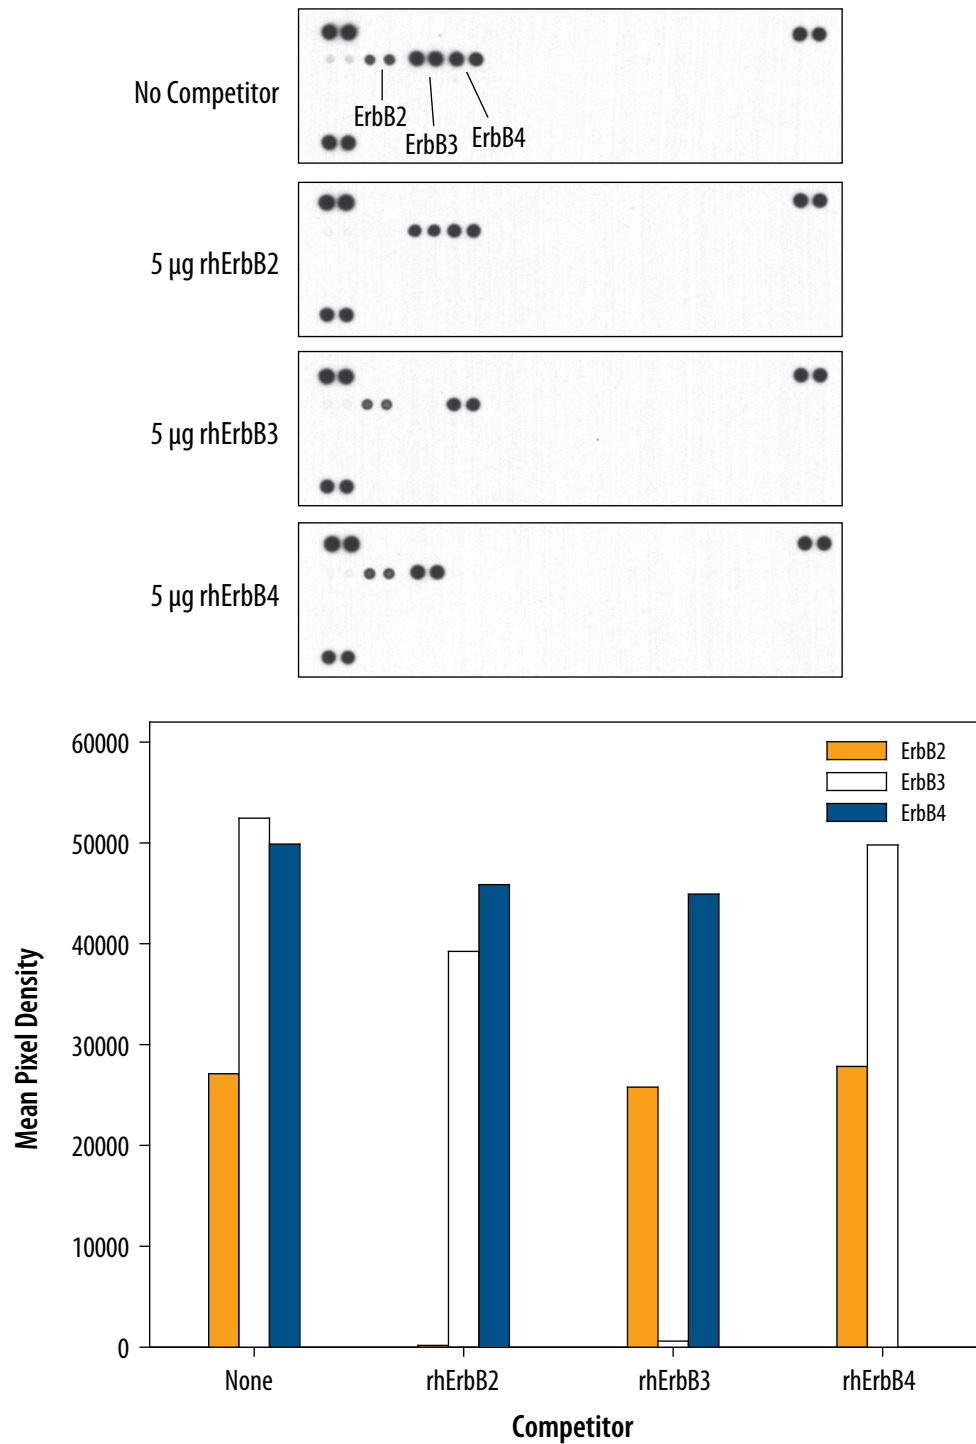 No Competitor
ErbB2
ErbB3
ErbB4
5 µg rhErbB2
5 µg rhErbB3
5 µg rhErbB4
60000
50000
40000
30000
20000
10000
0
Mean Pixel Density
ErbB2
ErbB3
ErbB4
None
rhErbB2
rhErbB3
rhErbB4
Competitor